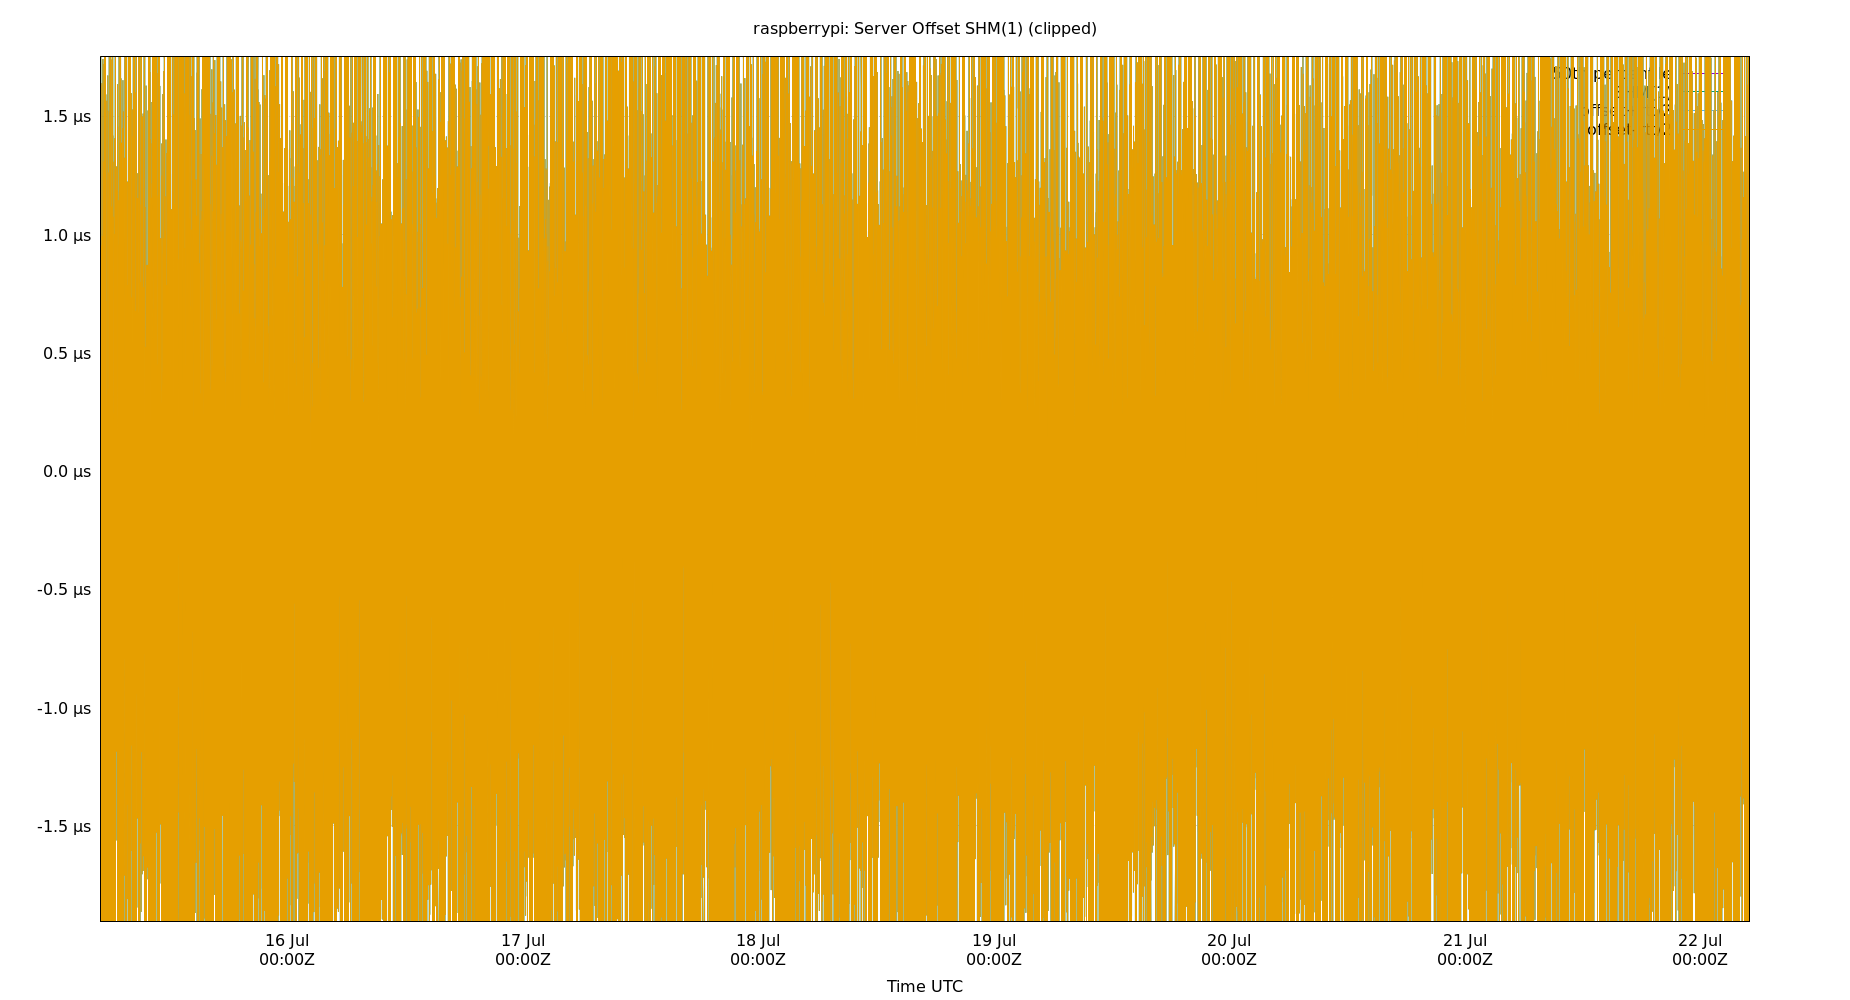 raspberrypi: Server Offset SHM(1) (clipped)
1.5 µs
1.0 µs
0.5 µs
0.0 µs
-0.5 µs
-1.0 µs
-1.5 µs
16 Jul 17 Jul 18 Jul 19 Jul 20 Jul 21 Jul 22 Jul
00:00Z 00:00Z 00:00Z 00:00Z 00:00Z 00:00Z 00:00Z
Time UTC